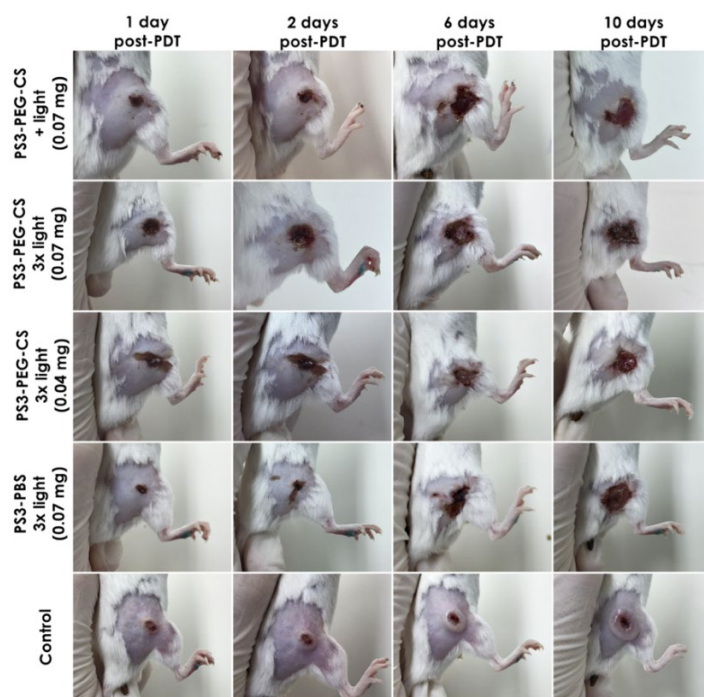 1 day
post-PDT
2 days
post-PDT
6 days
post-PDT
10 days
post-PDT
PS3-PEG-CS
+ light
(0.07 mg)
PS3-PEG-CS
3x light
(0.07 mg)
PS3-PEG-CS
3x light
(0.04 mg)
PS3-PBS
3x light
(0.07 mg)
Control